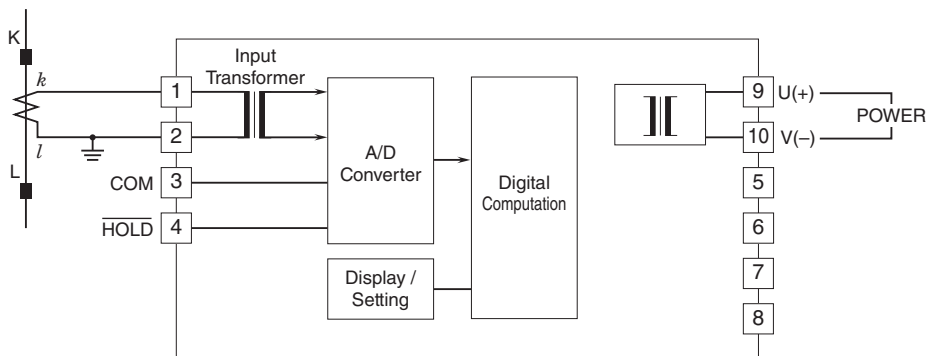 K
k
l
L
COM
HOLD
1
2
3
4
Input
Transformer
A/D
Converter
Display /
Setting
Digital
Computation
9
10
5
6
7
8
U(+)
V(–)
POWER